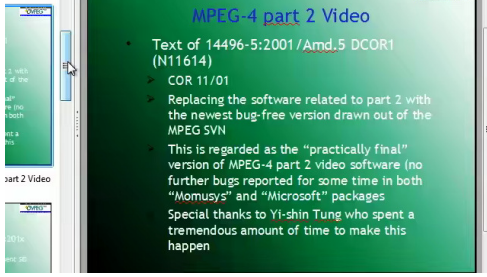 MPEG-4 part 2 Video
Text of 14496-5:2001/Amd.5 DCOR1
(N11614)
COR 11/01
Replacing the software related to part 2 with
the newest bug-free version drawn out of the
MPEG SVN
This is regarded as the “practically final”
version of MPEG-4 part 2 video software (no
further bugs reported for some time in both
“Momusys” and “Microsoft” packages
Special thanks to Yi-shin Tung who spent a
tremendous amount of time to make this
happen
part 2 Video